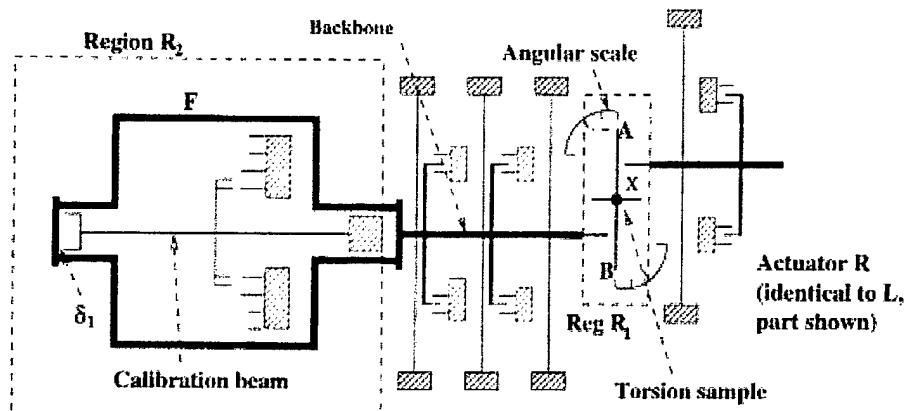 Region R2
Backbone
Angular scale
F
A
X
B
δ1
Reg R1
Actuator R
(identical to L,
part shown)
Calibration beam
Torsion sample